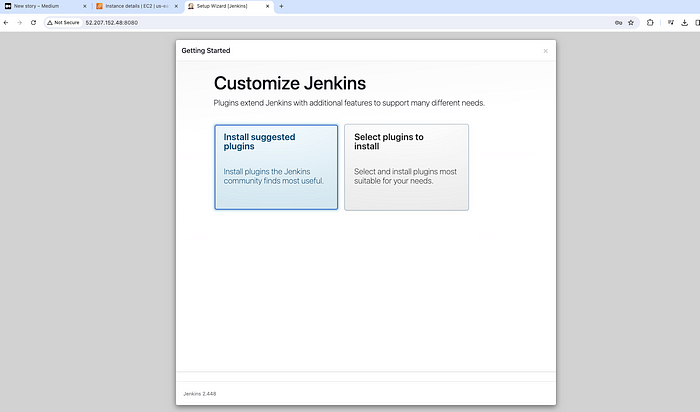 New story – Medium
Instance details | EC2 | us-ea
Setup Wizard [Jenkins]
Not Secure
52.207.152.48:8080
Getting Started
Customize Jenkins
Plugins extend Jenkins with additional features to support many different needs.
Install suggested
plugins
Install plugins the Jenkins
community finds most useful.
Select plugins to
install
Select and install plugins most
suitable for your needs.
Jenkins 2.448